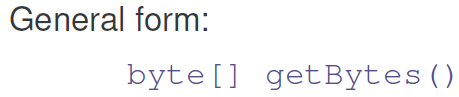 General form:
byte[] getBytes()